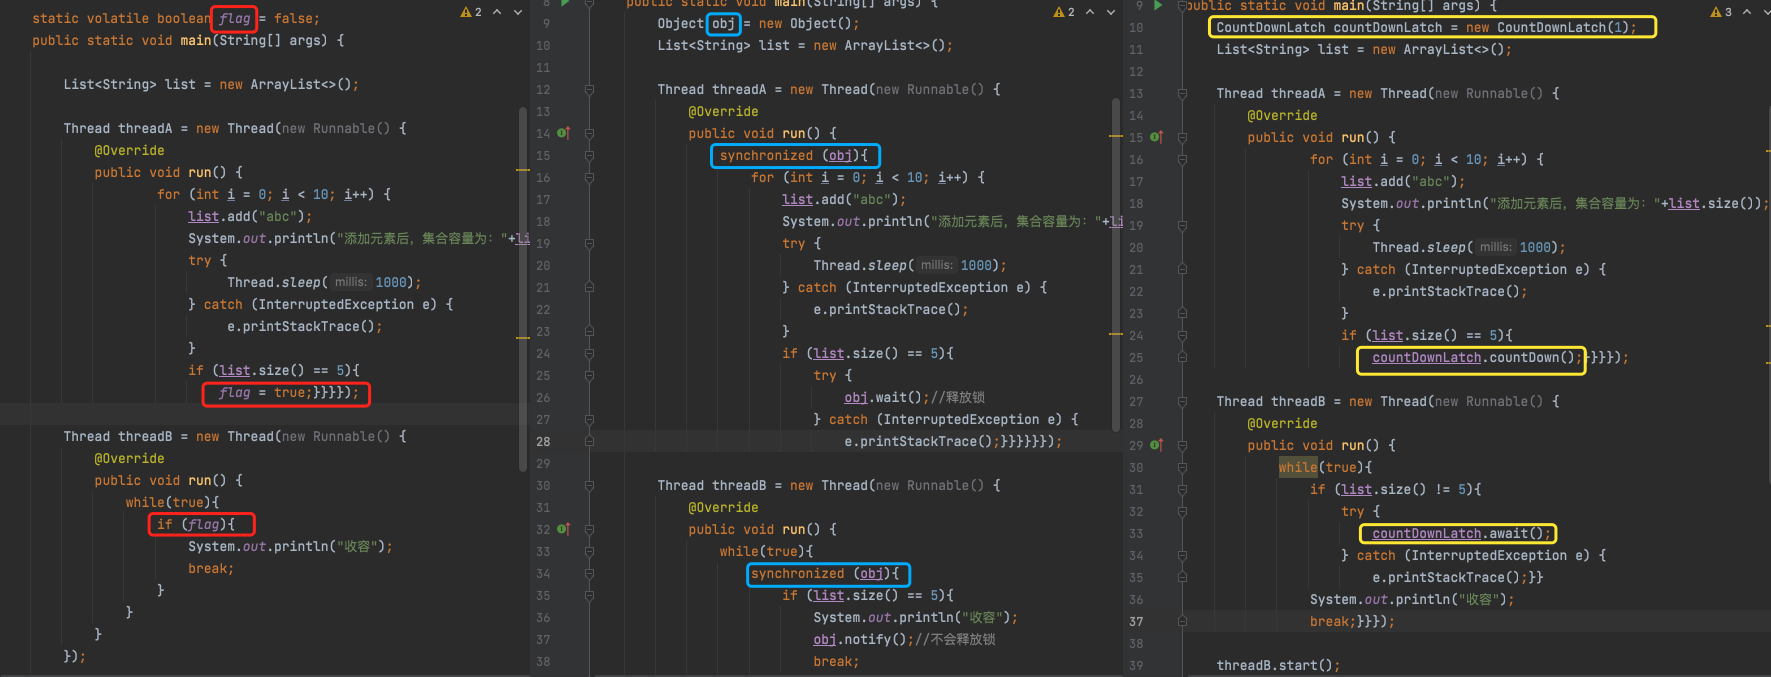 static volatile boolean flag = false;
public static void main(String[] args) {
List<String> list = new ArrayList<>();
Thread threadA = new Thread(new Runnable() {
@Override
public void run() {
for (int i = 0; i < 10; i++) {
list.add("abc");
System.out.println("添加元素后，集合容量为："+li
try {
Thread.sleep( millis: 1000);
} catch (InterruptedException e) {
e.printStackTrace();
}
if (list.size() == 5){
flag = true;}}}});
Thread threadB = new Thread(new Runnable() {
@Override
public void run() {
while(true){
if (flag){
System.out.println("收容");
break;
}
}
}
});
2
8 public static void main(String[] args) {
9 Object obj = new Object();
10 List<String> list = new ArrayList<>();
11
12 Thread threadA = new Thread(new Runnable() {
13 @Override
14 public void run() {
15 synchronized (obj){
16 for (int i = 0; i < 10; i++) {
17 list.add("abc");
18 System.out.println("添加元素后，集合容量为："+li
19 try {
20 Thread.sleep( millis: 1000);
21 } catch (InterruptedException e) {
22 e.printStackTrace();
23 }
24 if (list.size() == 5){
25 try {
26 obj.wait();//释放锁
27 } catch (InterruptedException e) {
28 e.printStackTrace();}}}}}});
29
30 Thread threadB = new Thread(new Runnable() {
31 @Override
32 public void run() {
33 while(true){
34 synchronized (obj){
35 if (list.size() == 5){
36 System.out.println("收容");
37 obj.notify();//不会释放锁
38 break;
2
9 public static void main(String[] args) {
10 CountDownLatch countDownLatch = new CountDownLatch(1);
11 List<String> list = new ArrayList<>();
12
13 Thread threadA = new Thread(new Runnable() {
14 @Override
15 public void run() {
16 for (int i = 0; i < 10; i++) {
17 list.add("abc");
18 System.out.println("添加元素后，集合容量为："+list.size());
19 try {
20 Thread.sleep( millis: 1000);
21 } catch (InterruptedException e) {
22 e.printStackTrace();
23 }
24 if (list.size() == 5){
25 countDownLatch.countDown();}}}});
26
27 Thread threadB = new Thread(new Runnable() {
28 @Override
29 public void run() {
30 while(true){
31 if (list.size() != 5){
32 try {
33 countDownLatch.await();
34 } catch (InterruptedException e) {
35 e.printStackTrace();}}
36 System.out.println("收容");
37 break;}}});
38
39 threadB.start();
3